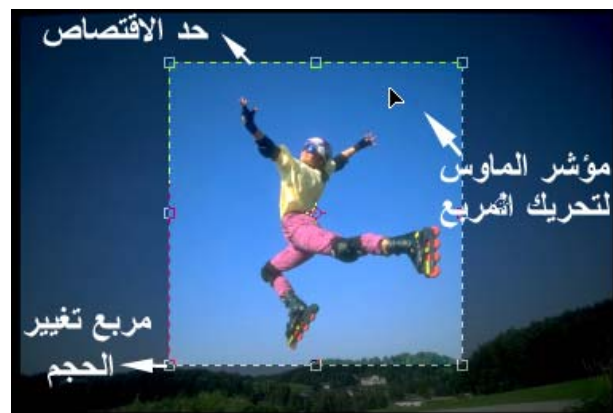 حد الاقتصاص
مؤشر الماوس
لتحريك المربع
مربع تغيير
الحجم